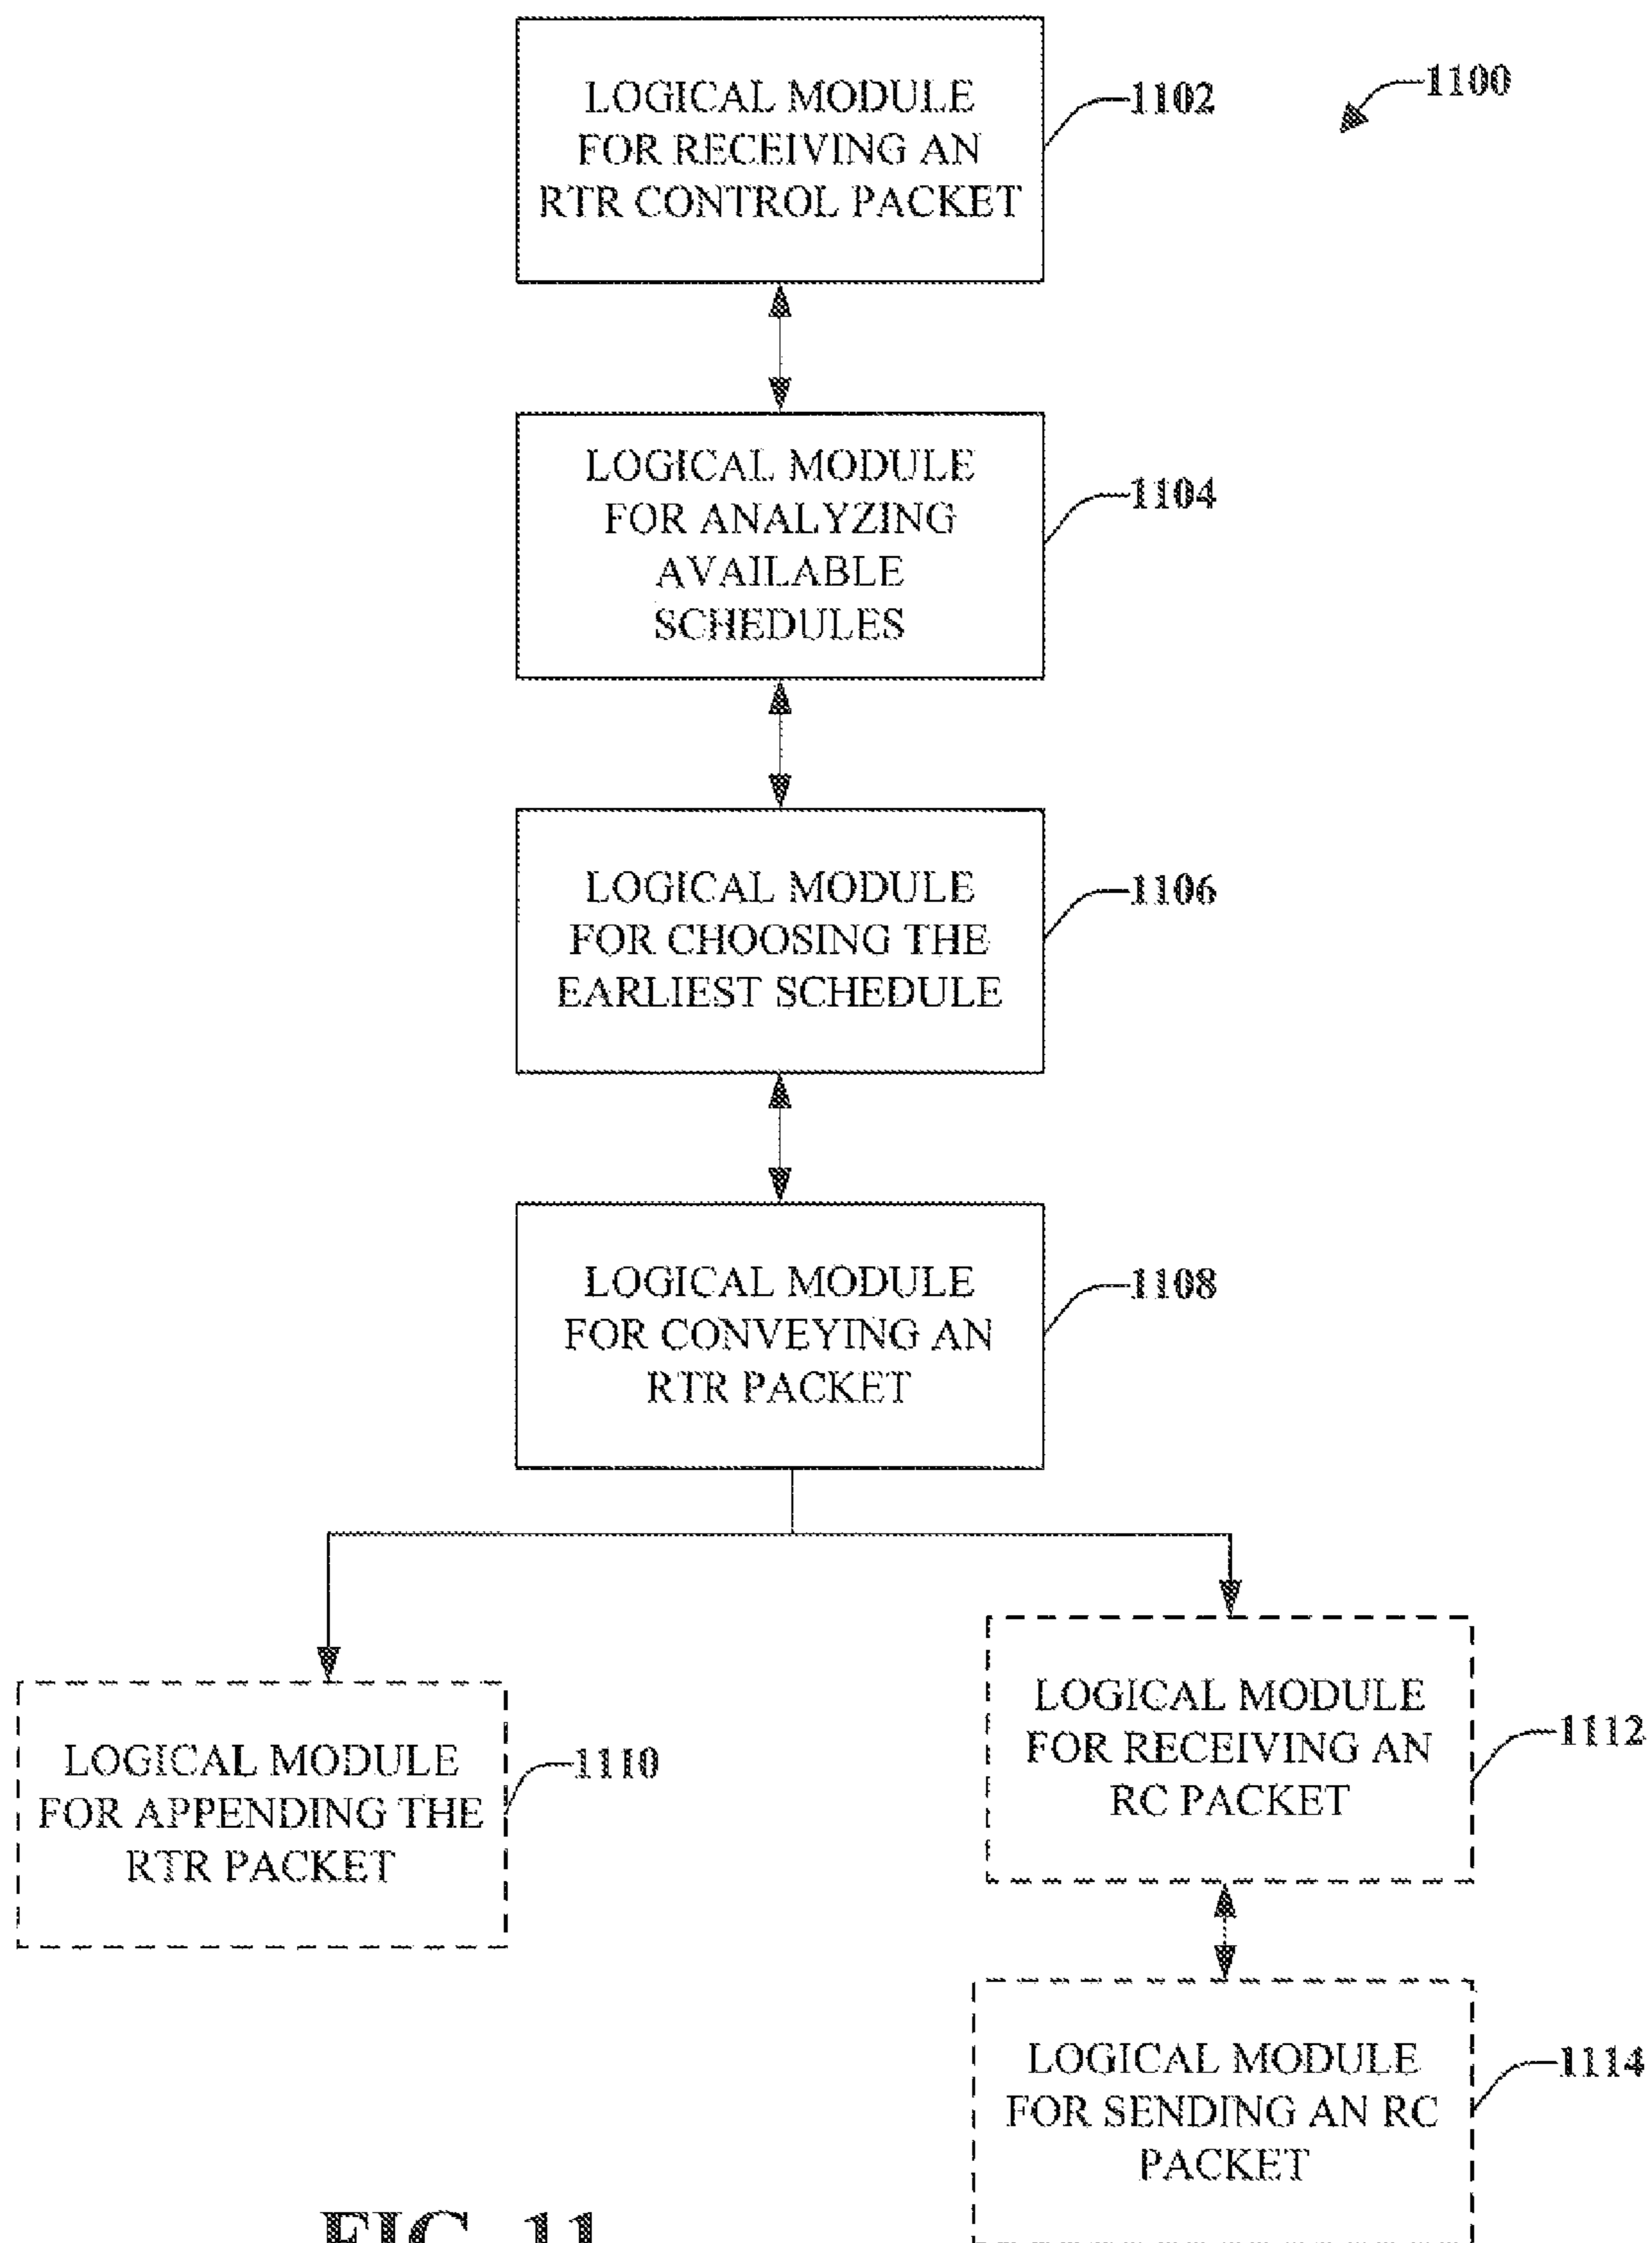 1100
LOGICAL MODULE
FOR RECEIVING AN
RTR CONTROL PACKET
1102
LOGICAL MODULE
FOR ANALYZING
AVAILABLE
SCHEDULES
1104
LOGICAL MODULE
FOR CHOOSING THE
EARLIEST SCHEDULE
1106
LOGICAL MODULE
FOR CONVEYING AN
RTR PACKET
1108
LOGICAL MODULE
FOR APPENDING THE
RTR PACKET
1110
LOGICAL MODULE
FOR RECEIVING AN
RC PACKET
1112
LOGICAL MODULE
FOR SENDING AN RC
PACKET
1114
FIG. 11